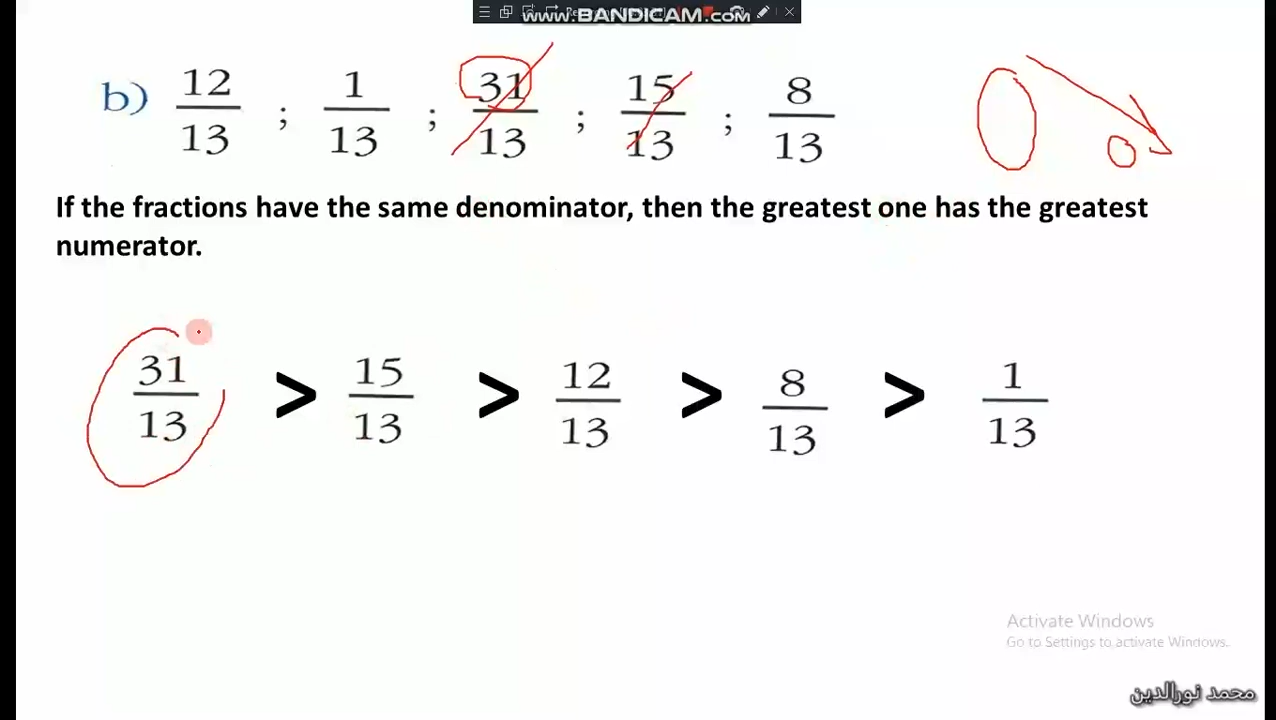 www.BANDICAM.com
b) 12/13 ; 1/13 ; 31/13 ; 15/13 ; 8/13
If the fractions have the same denominator, then the greatest one has the greatest
numerator.
31/13 > 15/13 > 12/13 > 8/13 > 1/13
Activate Windows
Go to Settings to activate Windows.
محمد نورالدين